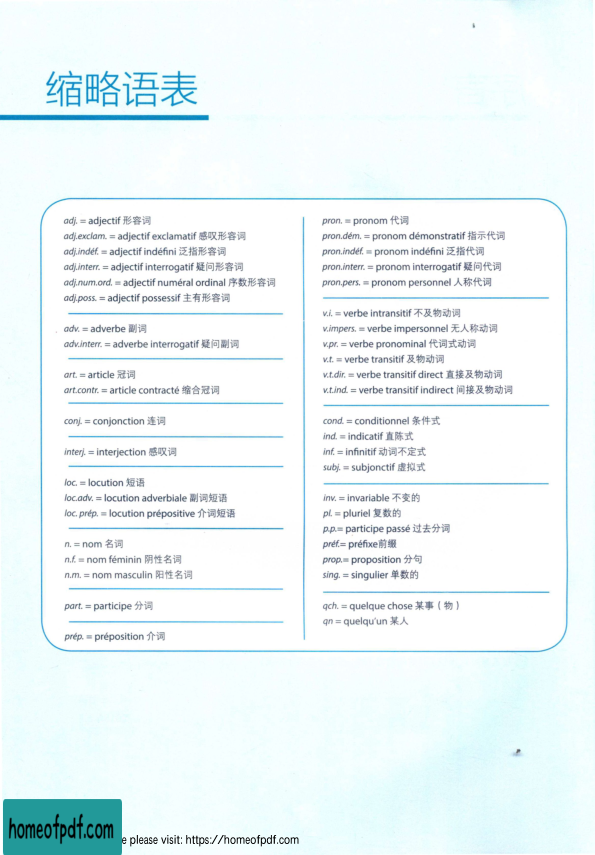 缩略语表
adj. = adjectif 形容词
adj.exclam. = adjectif exclamatif 感叹形容词
adj.indéf. = adjectif indéfini 泛指形容词
adj.interr. = adjectif interrogatif 疑问形容词
adj.num.ord. = adjectif numéral ordinal 序数形容词
adj.poss. = adjectif possessif 主有形容词
adv. = adverbe 副词
adv.interr. = adverbe interrogatif 疑问副词
art. = article 冠词
art.contr. = article contracté 缩合冠词
conj. = conjonction 连词
interj. = interjection 感叹词
loc. = locution 短语
loc.adv. = locution adverbiale 副词短语
loc. prép. = locution prépositive 介词短语
n. = nom 名词
n.f. = nom féminin 阴性名词
n.m. = nom masculin 阳性名词
part. = participe 分词
prép. = préposition 介词
pron. = pronom 代词
pron.dém. = pronom démonstratif 指示代词
pron.indéf. = pronom indéfini 泛指代词
pron.interr. = pronom interrogatif 疑问代词
pron.pers. = pronom personnel 人称代词
v.i. = verbe intransitif 不及物动词
v.impers. = verbe impersonnel 无人称动词
v.pr. = verbe pronominal 代词式动词
v.t. = verbe transitif 及物动词
v.t.dir. = verbe transitif direct 直接及物动词
v.t.ind. = verbe transitif indirect 间接及物动词
cond. = conditionnel 条件式
ind. = indicatif 直陈式
inf. = infinitif 动词不定式
subj. = subjonctif 虚拟式
inv. = invariable 不变的
pl. = pluriel 复数的
p.p.= participe passé 过去分词
préf.= préfixe前缀
prop.= proposition 分句
sing. = singulier 单数的
qch. = quelque chose 某事（物）
qn = quelqu'un 某人
homeofpdf.com
e please visit: https://homeofpdf.com